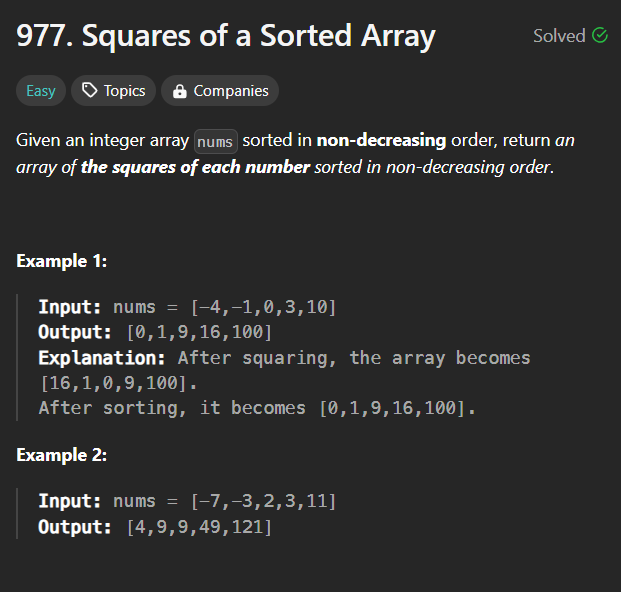 977. Squares of a Sorted Array
Solved
Easy
Topics
Companies
Given an integer array nums sorted in non-decreasing order, return an
array of the squares of each number sorted in non-decreasing order.
Example 1:
Input: nums = [-4,-1,0,3,10]
Output: [0,1,9,16,100]
Explanation: After squaring, the array becomes
[16,1,0,9,100].
After sorting, it becomes [0,1,9,16,100].
Example 2:
Input: nums = [-7,-3,2,3,11]
Output: [4,9,9,49,121]